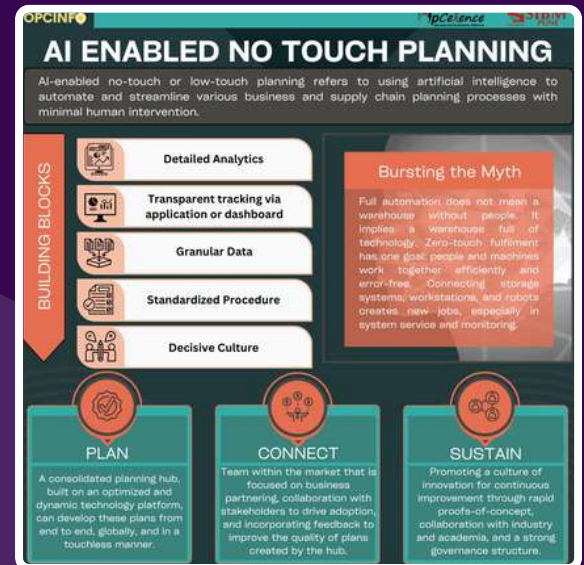 OPCINFO
OpCelence
SIBM
PUNE
AI ENABLED NO TOUCH PLANNING
AI-enabled no-touch or low-touch planning refers to using artificial intelligence to
automate and streamline various business and supply chain planning processes with
minimal human intervention.
BUILDING BLOCKS
Detailed Analytics
Transparent tracking via
application or dashboard
Granular Data
Standardized Procedure
Decisive Culture
Bursting the Myth
Full automation does not mean a
warehouse without people. It
implies a warehouse full of
technology. Zero-touch fulfilment
has one goal: people and machines
work together efficiently and
error-free. Connecting storage
systems, workstations, and robots
creates new jobs, especially in
system service and monitoring.
PLAN
A consolidated planning hub,
built on an optimized and
dynamic technology platform,
can develop these plans from
end to end, globally, and in a
touchless manner.
CONNECT
Team within the market that is
focused on business
partnering, collaboration with
stakeholders to drive adoption,
and incorporating feedback to
improve the quality of plans
created by the hub.
SUSTAIN
Promoting a culture of
innovation for continuous
improvement through rapid
proofs-of-concept,
collaboration with industry
and academia, and a strong
governance structure.